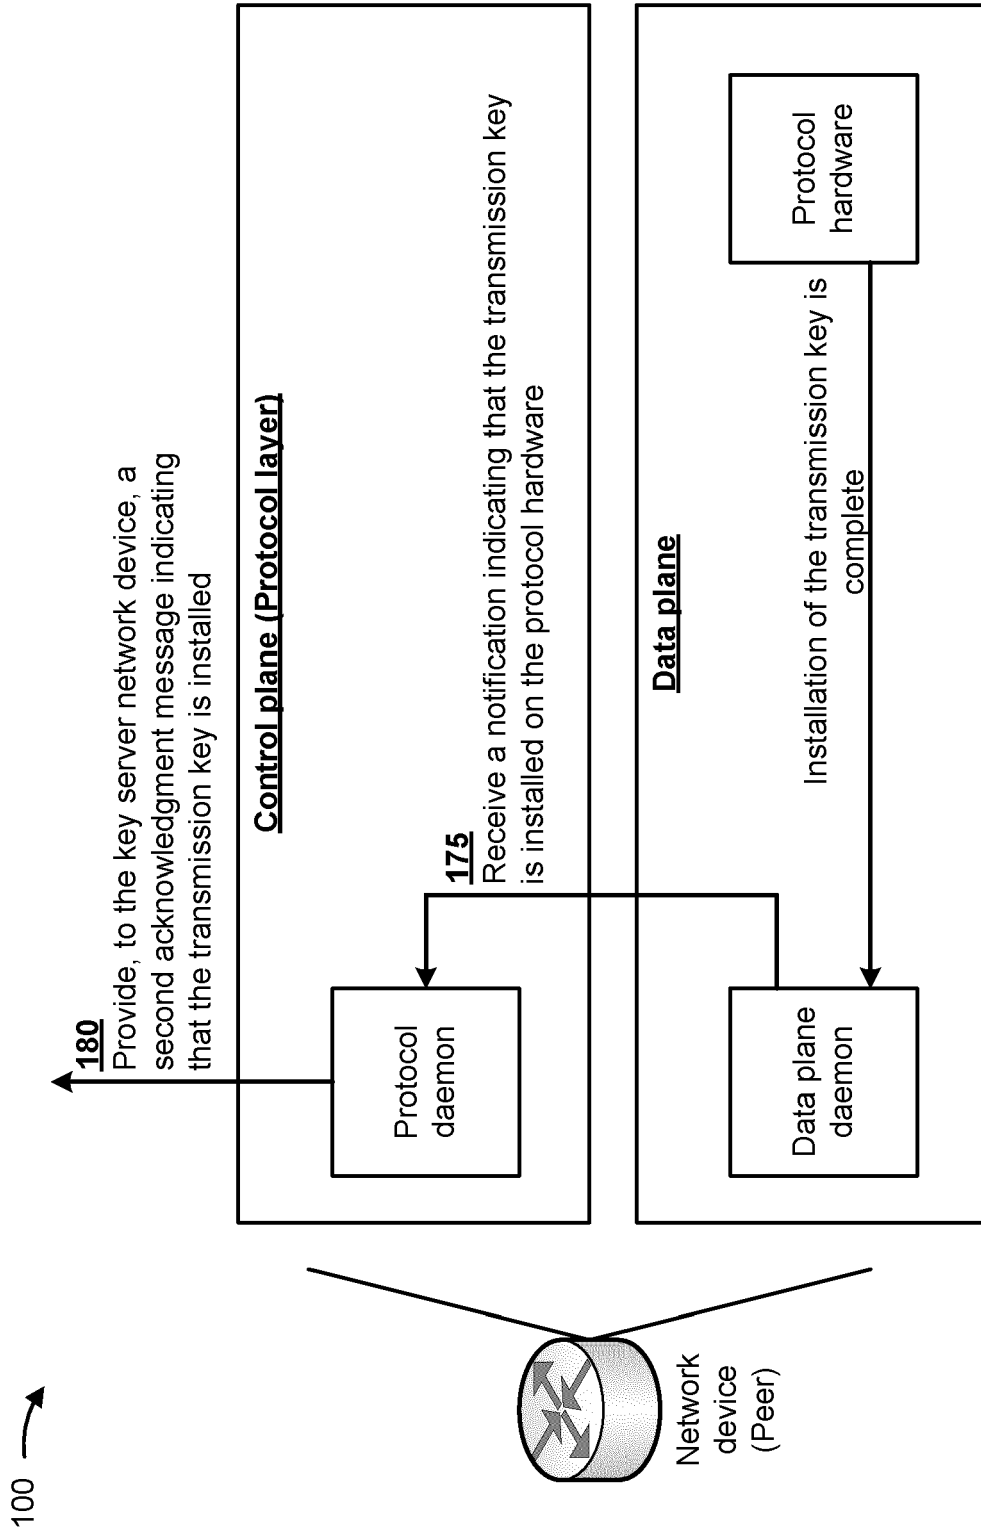 100
180
Provide, to the key server network device, a
second acknowledgment message indicating
that the transmission key is installed
Control plane (Protocol layer)
Protocol
daemon
175
Receive a notification indicating that the transmission key
is installed on the protocol hardware
Network
device
(Peer)
Data plane
Data plane
daemon
Installation of the transmission key is
complete
Protocol
hardware